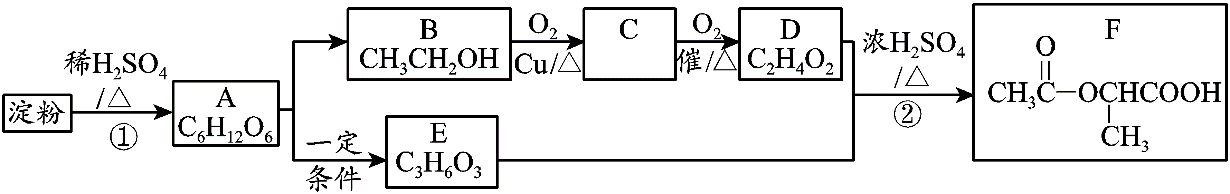 淀粉
稀H₂SO₄
/△
①
A
C₆H₁₂O₆
B
CH₃CH₂OH
O₂
Cu/△
C
O₂
催/△
D
C₂H₄O₂
一定
条件
E
C₃H₆O₃
浓H₂SO₄
/△
②
F
O
CH₃C—OCHCOOH
CH₃